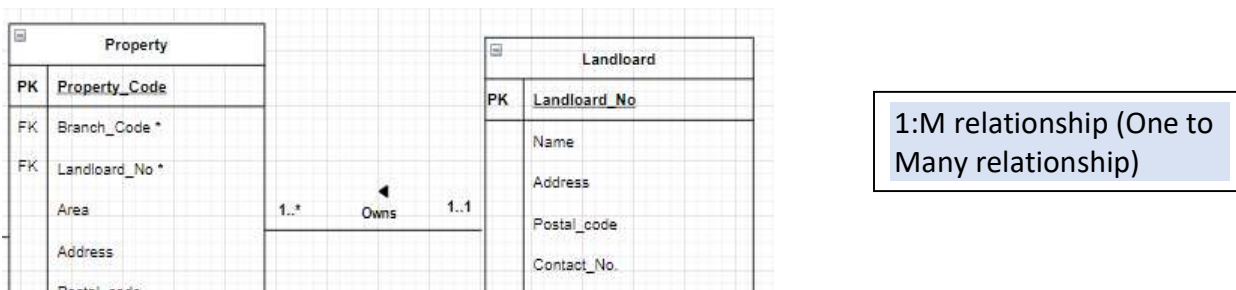 Property
PK Property_Code
FK Branch_Code *
FK Landloard_No *
Area
Address
Postal_code
1..* Owns 1..1
Landloard
PK Landloard_No
Name
Address
Postal_code
Contact_No.
1:M relationship (One to
Many relationship)